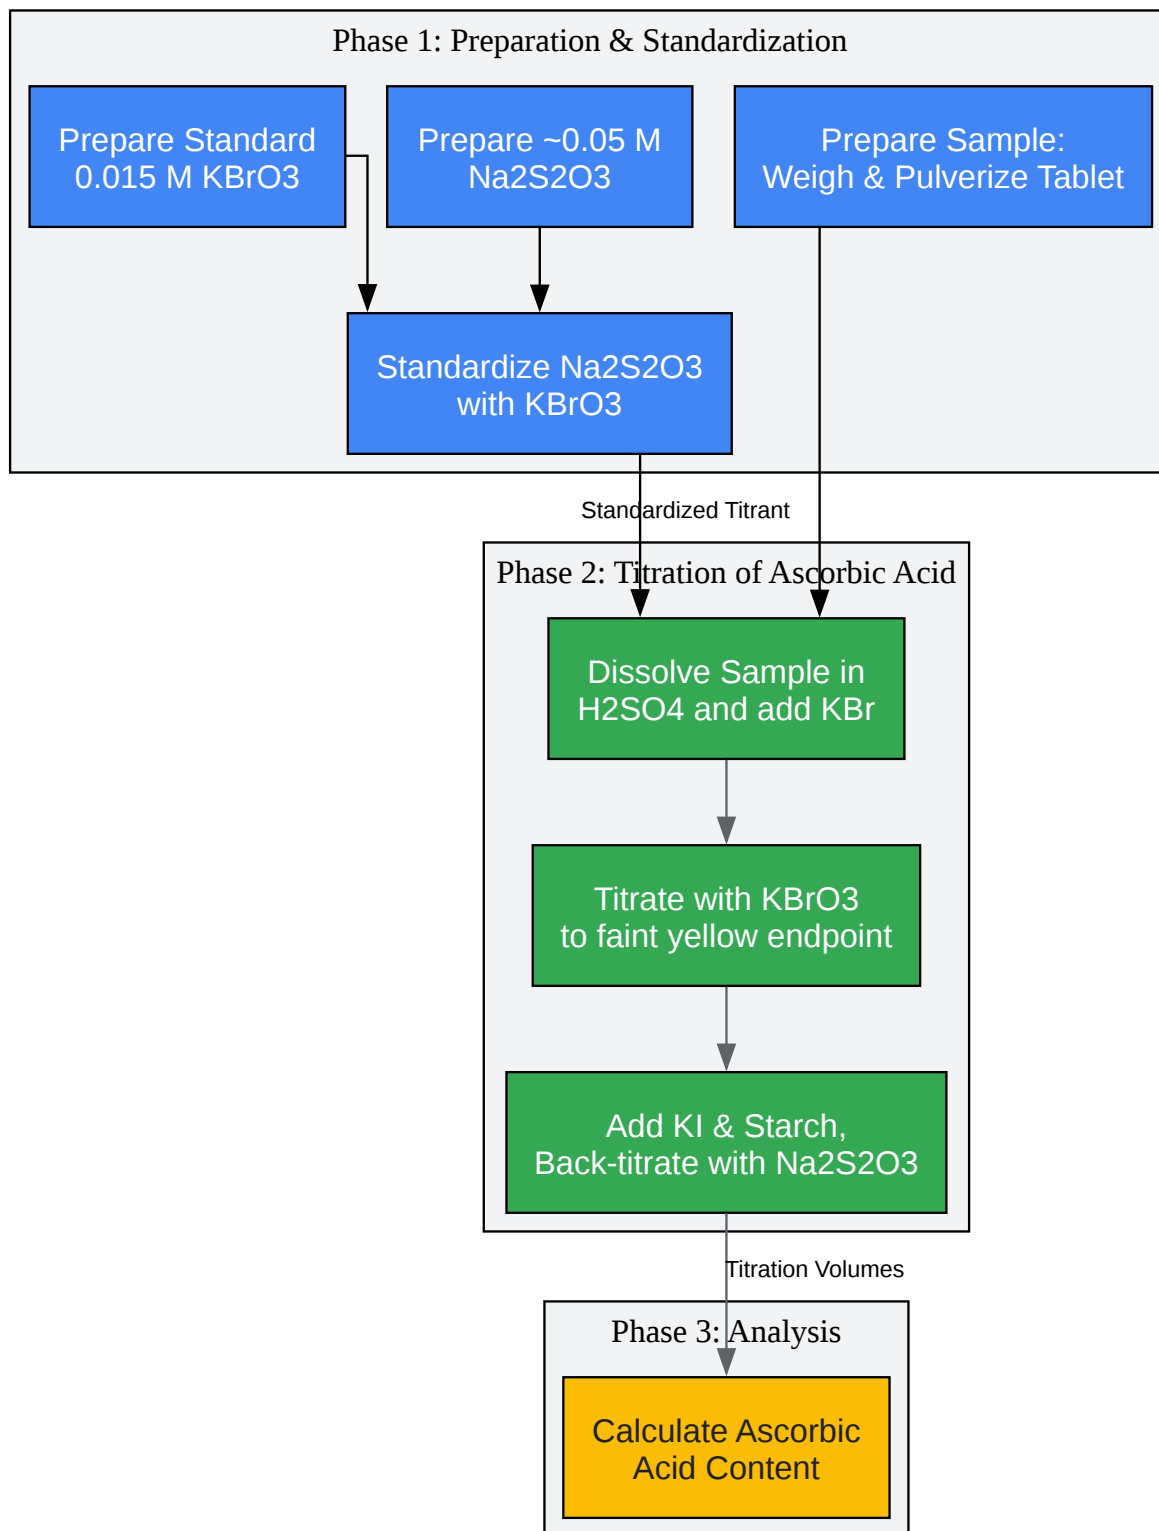 Phase 1: Preparation & Standardization
Prepare Standard
0.015 M KBrO3
Prepare ~0.05 M
Na2S2O3
Prepare Sample:
Weigh & Pulverize Tablet
Standardize Na2S2O3
with KBrO3
Standardized Titrant
Phase 2: Titration of Ascorbic Acid
Dissolve Sample in
H2SO4 and add KBr
Titrate with KBrO3
to faint yellow endpoint
Add KI & Starch,
Back-titrate with Na2S2O3
Titration Volumes
Phase 3: Analysis
Calculate Ascorbic
Acid Content